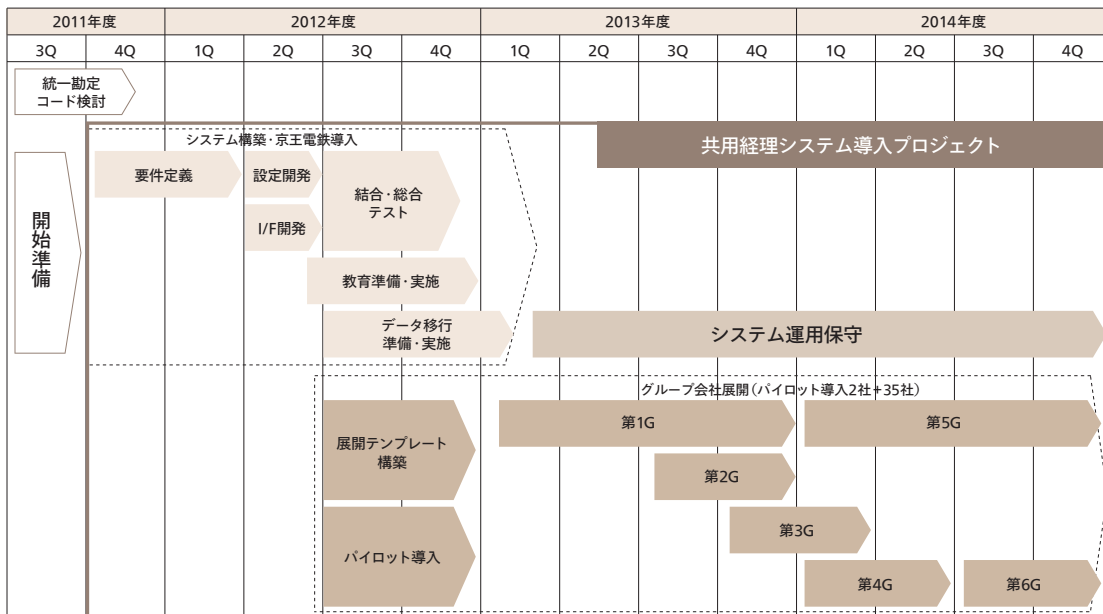 2011年度
2012年度
2013年度
2014年度
3Q
4Q
1Q
2Q
3Q
4Q
1Q
2Q
3Q
4Q
1Q
2Q
3Q
4Q
統一勘定
コード検討
開始準備
システム構築・京王電鉄導入
共用経理システム導入プロジェクト
要件定義
設定開発
結合・総合
テスト
I/F開発
教育準備・実施
データ移行
準備・実施
システム運用保守
グループ会社展開（パイロット導入2社+35社）
展開テンプレート
構築
第1G
第5G
第2G
パイロット導入
第3G
第4G
第6G